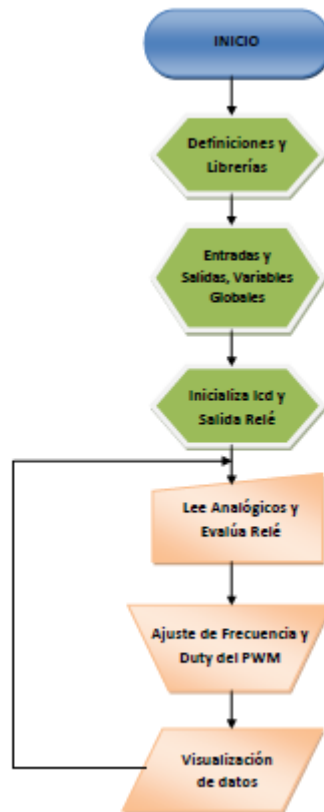 INICIO
Definiciones y
Librerías
Entradas y
Salidas, Variables
Globales
Inicializa lcd y
Salida Relé
Lee Analógicos y
Evalúa Relé
Ajuste de Frecuencia y
Duty del PWM
Visualización
de datos